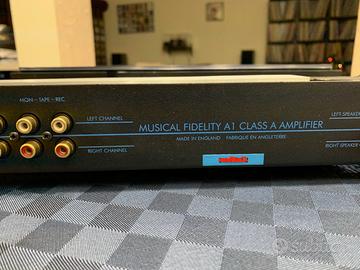 MON - TAPE - REC
LEFT CHANNEL
LEFT SPEAKER
MUSICAL FIDELITY A1 CLASS A AMPLIFIER
MADE IN ENGLAND FABRIQUE EN ANGLETERRE
RIGHT CHANNEL
RIGHT SPEAKER
subito